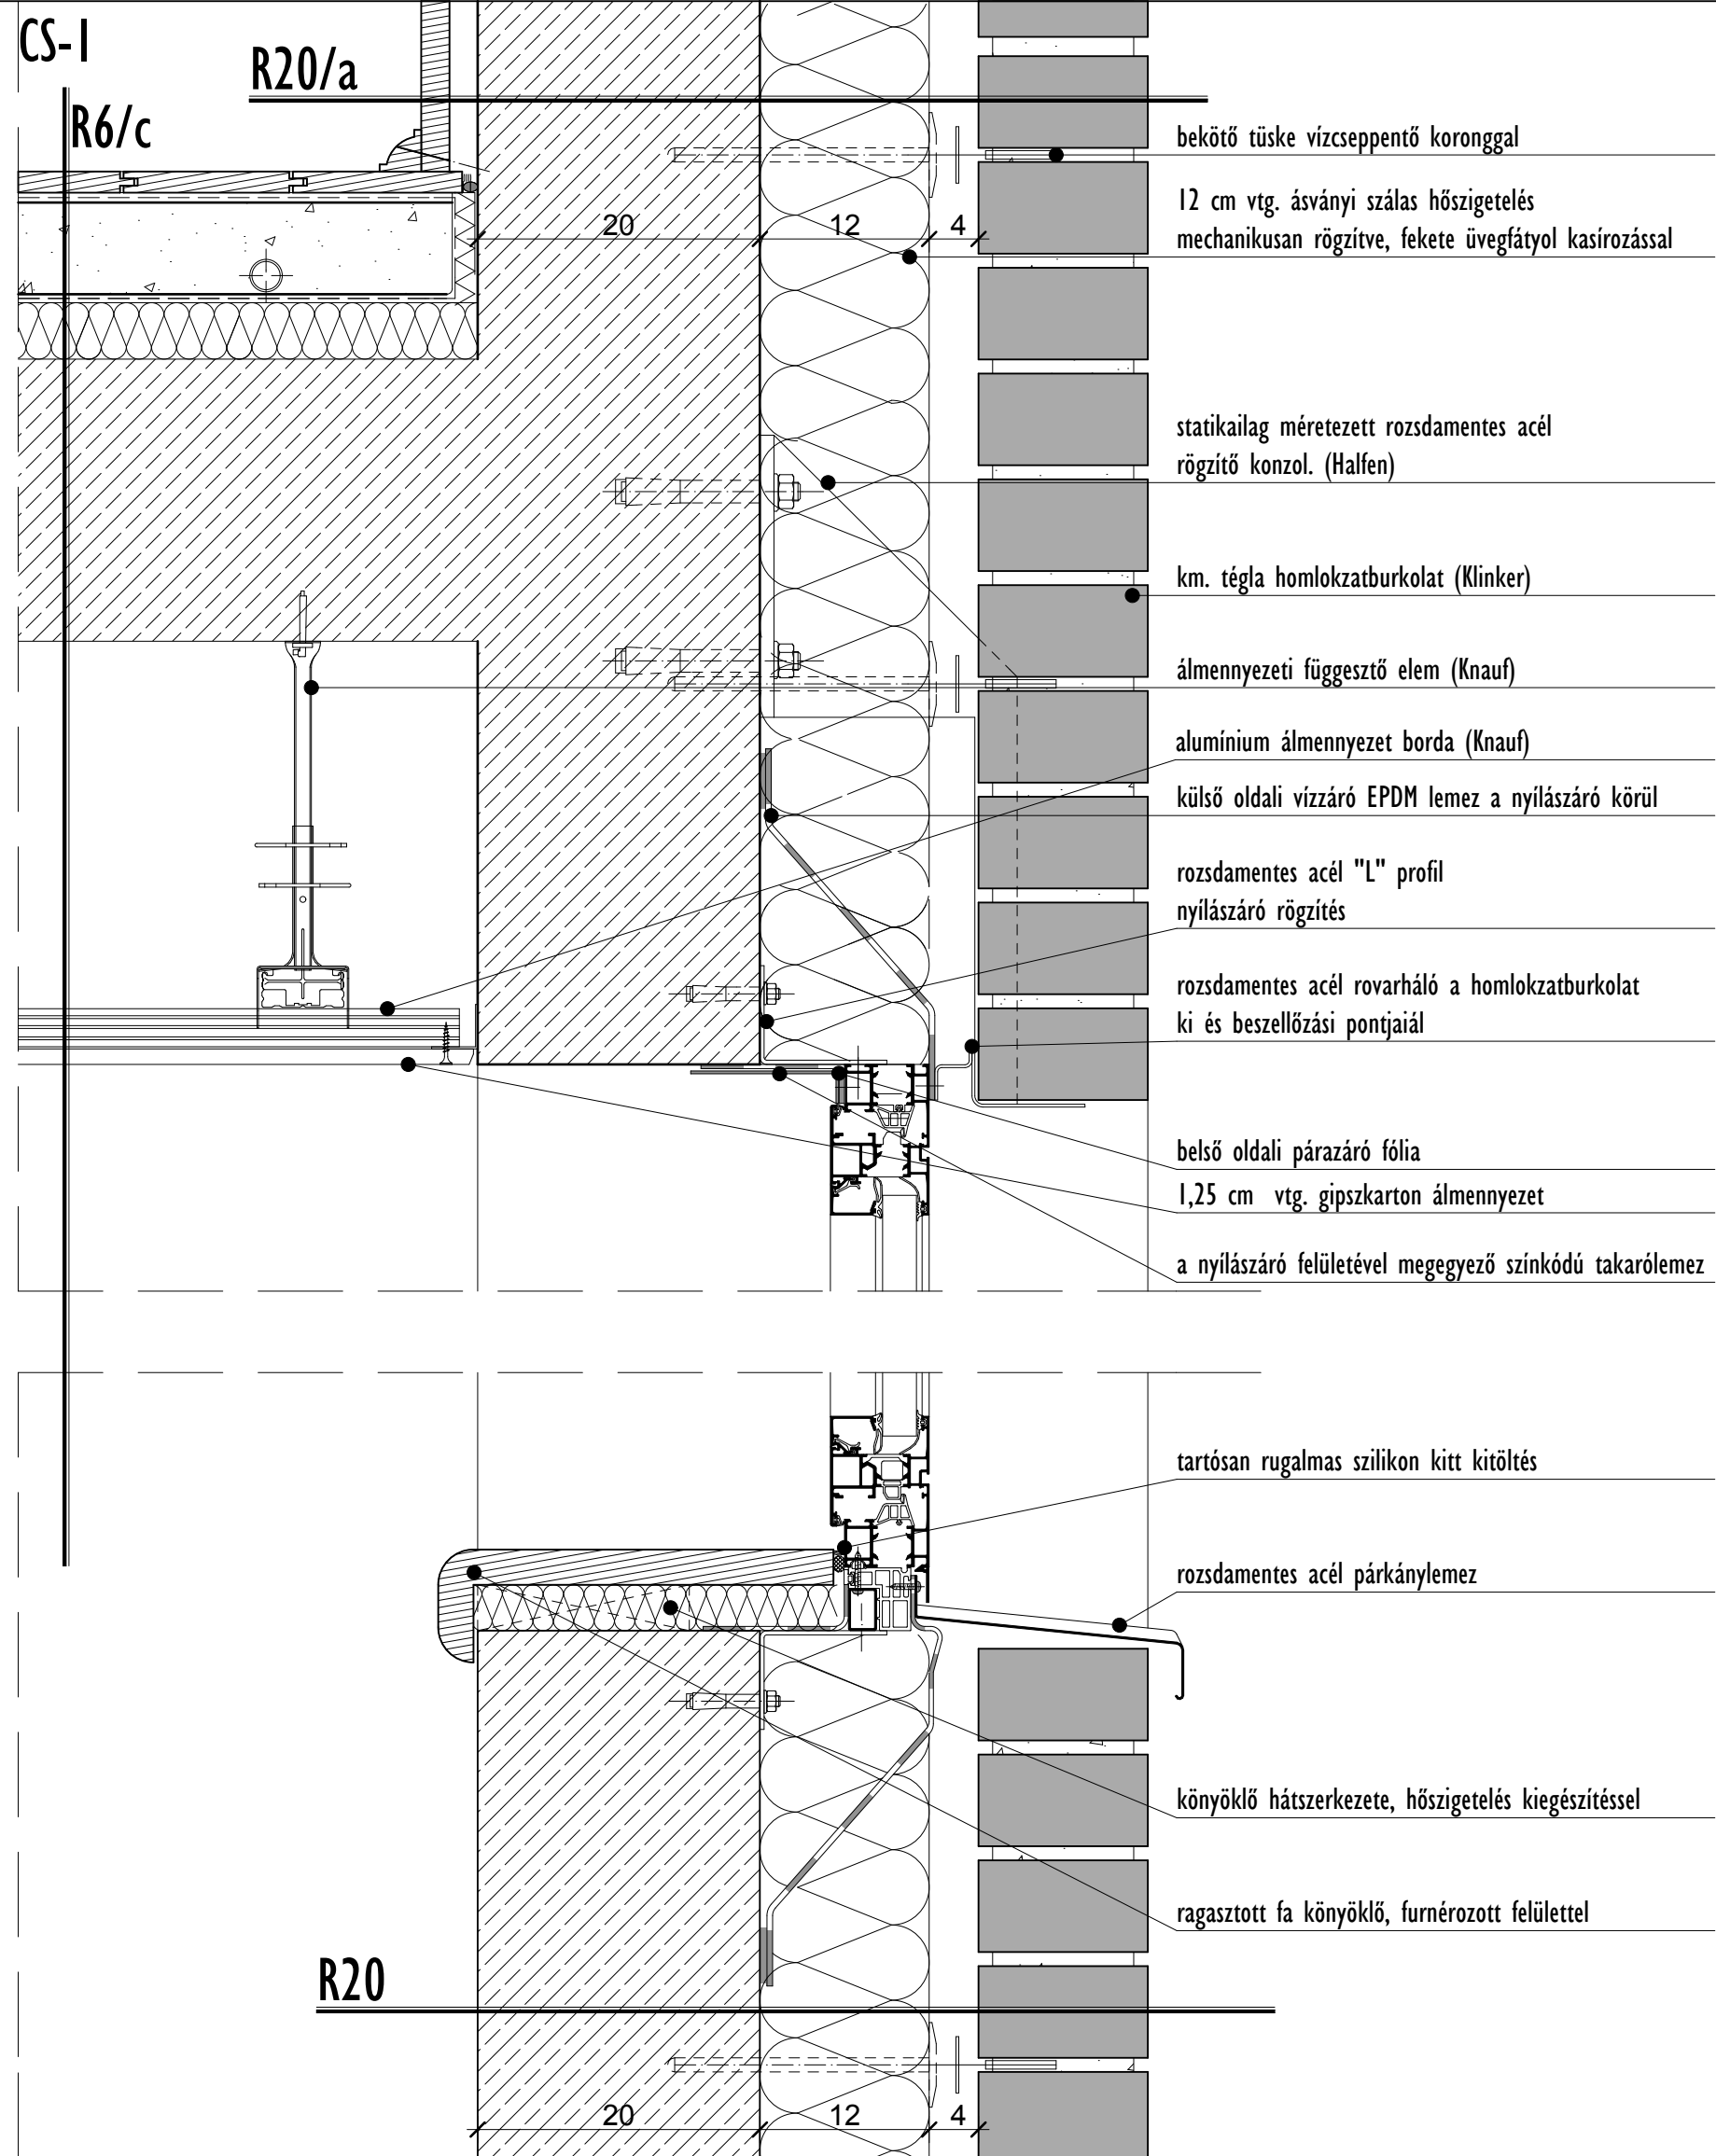 CS-1
R20/a
R6/c
bekötő tüske vízcseppentő koronggal
12 cm vtg. ásványi szálas hőszigetelés
mechanikusan rögzítve, fekete üvegfátyol kasírozással
20
12
4
statikailag méretezett rozsdamentes acél
rögzítő konzol. (Halfen)
km. tégla homlokzatburkolat (Klinker)
álmennyezeti függesztő elem (Knauf)
alumínium álmennyezet borda (Knauf)
külső oldali vízzáró EPDM lemez a nyílászáró körül
rozsdamentes acél "L" profil
nyílászáró rögzítés
rozsdamentes acél rovarháló a homlokzatburkolat
ki és beszellőzási pontjaiál
belső oldali párazáró fólia
1,25 cm vtg. gipszkarton álmennyezet
a nyílászáró felületével megegyező színkódú takarólemez
tartósan rugalmas szilikon kitt kitöltés
rozsdamentes acél párkánylemez
könyöklő hátszerkezete, hőszigetelés kiegészítéssel
ragasztott fa könyöklő, furnérozott felülettel
R20
20
12
4